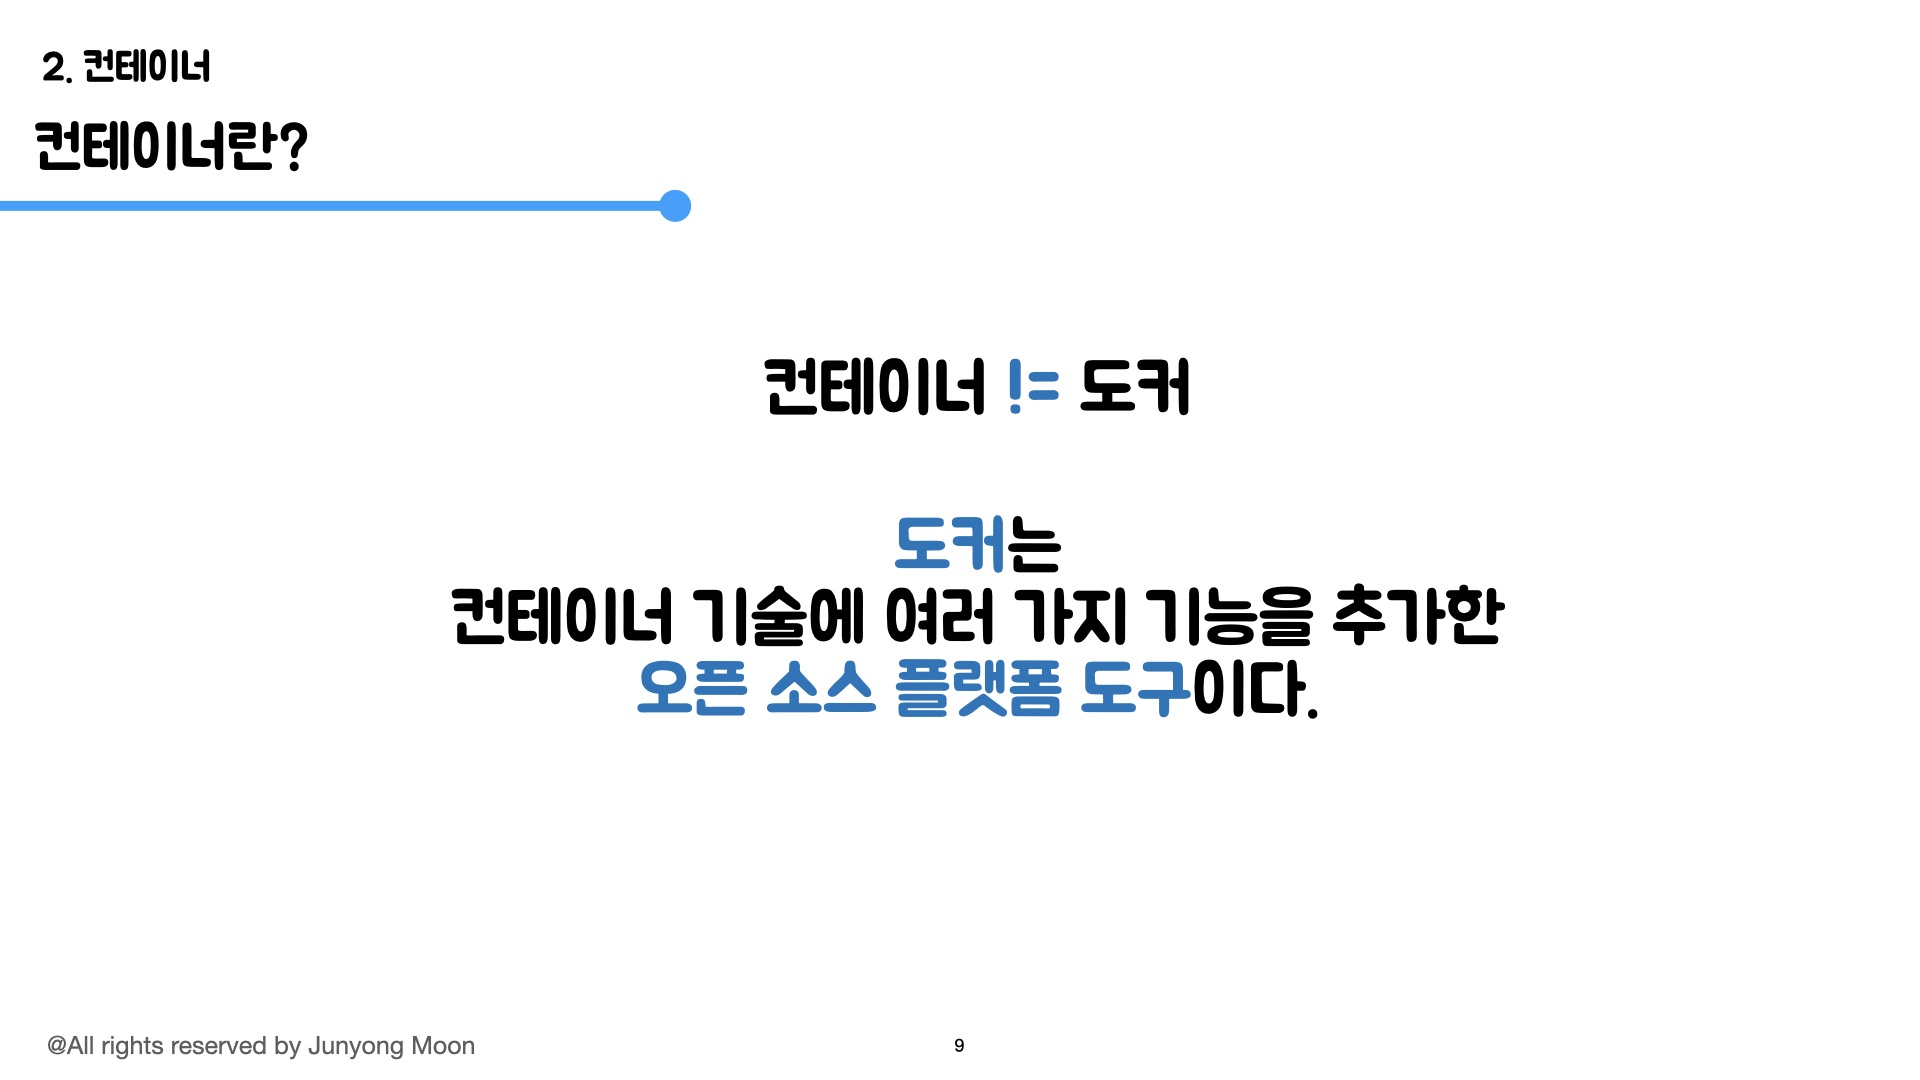 2. 컨테이너
컨테이너란?
컨테이너 != 도커
도커는
컨테이너 기술에 여러 가지 기능을 추가한
오픈 소스 플랫폼 도구이다.
@All rights reserved by Junyong Moon
9